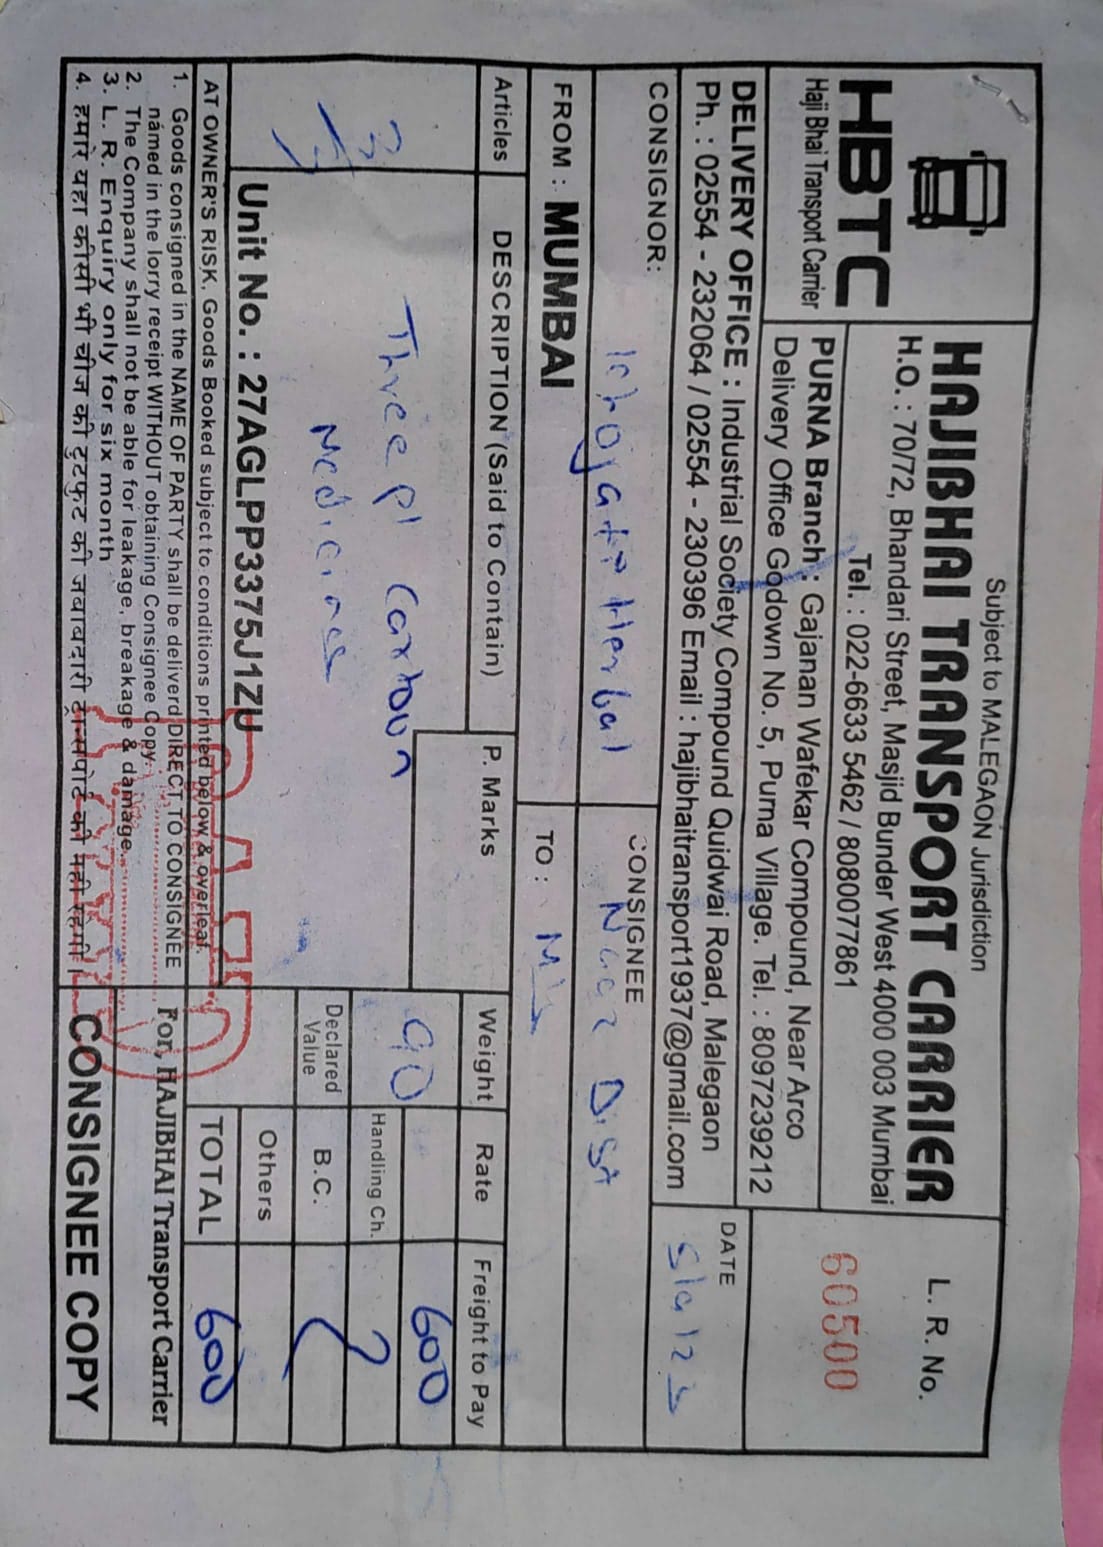 Subject to MALEGAON Jurisdiction
HBTC
Haji Bhai Transport Carrier
HAJIBHAI TRANSPORT CARRIER
H.O. : 70/72, Bhandari Street, Masjid Bunder West 4000 003 Mumbai
Tel. : 022-6633 5462 / 8080077861
PURNA Branch : Gajanan Wafekar Compound, Near Arco
Delivery Office Godown No. 5, Purna Village. Tel. : 8097239212
L. R. No.
60500
DELIVERY OFFICE : Industrial Society Compound Quidwai Road, Malegaon
Ph. : 02554 - 232064 / 02554 - 230396 Email : hajibhaitransport1937@gmail.com
DATE
CONSIGNOR:
Herbal
CONSIGNEE
Naaz Dist
FROM : MUMBAI
TO :
Articles
DESCRIPTION (Said to Contain)
P. Marks
Weight
Rate
Freight to Pay
3
Three Cartoon
Medicines
90
600
Handling Ch.
Declared Value
B.C.
Others
Unit No. : 27AGLPP3375J1ZU
TOTAL
600
AT OWNER'S RISK. Goods Booked subject to conditions printed below & overleaf.
1. Goods consigned in the NAME OF PARTY shall be deliverd DIRECT TO CONSIGNEE
named in the lorry receipt WITHOUT obtaining Consignee Copy.
2. The Company shall not be able for leakage, breakage & damage.
3. L. R. Enquiry only for six month
4. हमारे यहा कीसी भी चीज की टुटफुट की जवाबदारी ट्रान्सपोर्ट की नही रहेगी।
For, HAJIBHAI Transport Carrier
CONSIGNEE COPY